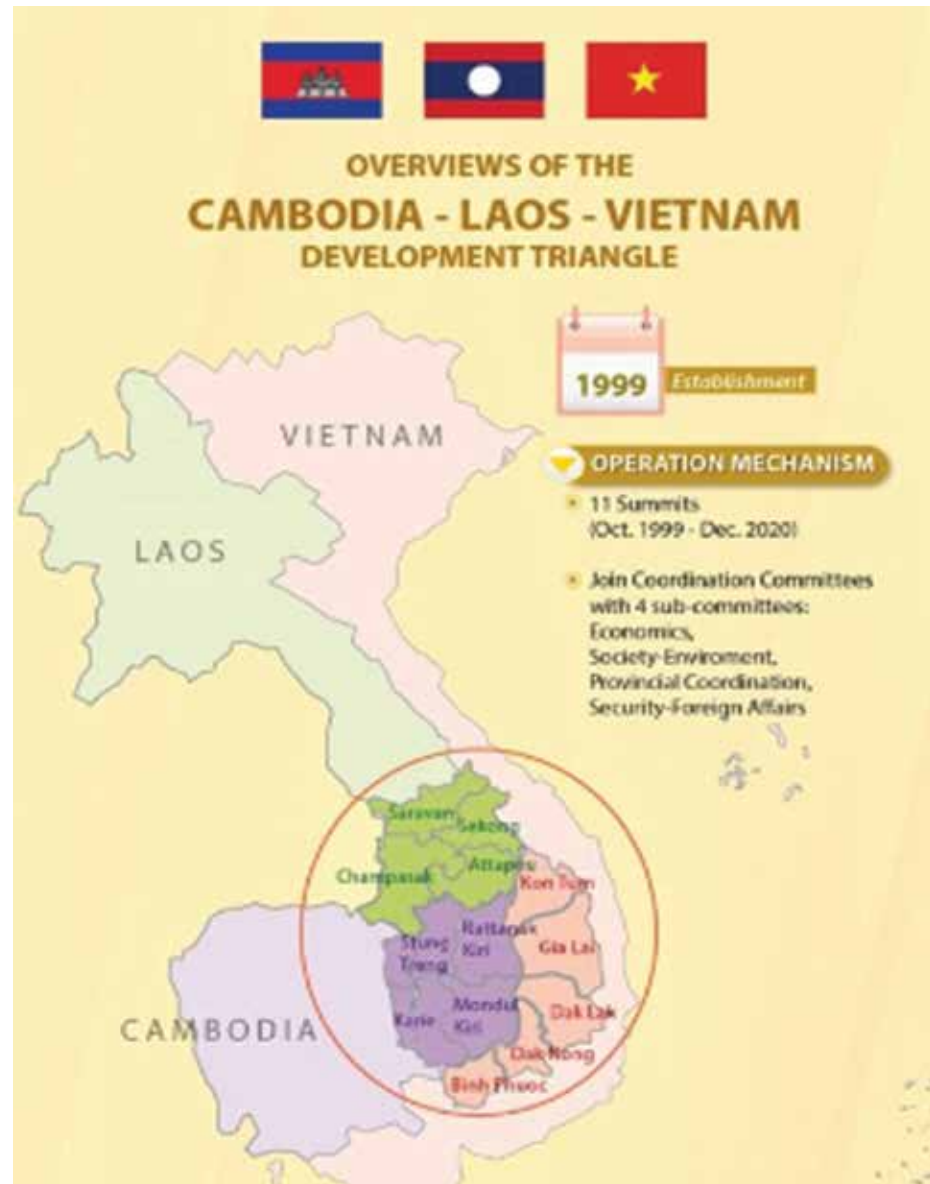 OVERVIEWS OF THE
CAMBODIA - LAOS - VIETNAM
DEVELOPMENT TRIANGLE
1999
Establishment
VIETNAM
OPERATION MECHANISM
11 Summits
(Oct. 1999 - Dec. 2020)
LAOS
Join Coordination Committees
with 4 sub-committees:
Economics,
Society-Enviroment,
Provincial Coordination,
Security-Foreign Affairs
Saravan
Sekong
Attapeu
Champasak
Kon Tum
Rattanak
Kiri
Stung
Treng
Gia Lai
Mondul
Kiri
Karie
Dak Lak
CAMBODIA
Dak Nong
Binh Phuoc